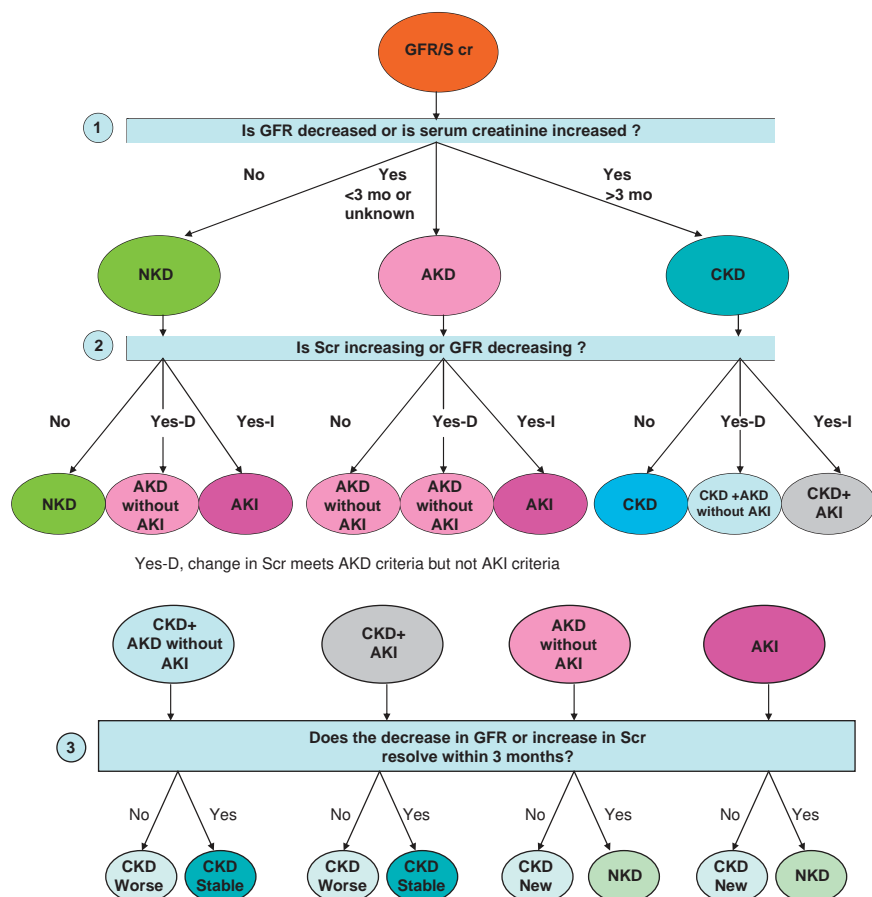 GFR/S cr
1
Is GFR decreased or is serum creatinine increased ?
No
Yes
<3 mo or
unknown
Yes
>3 mo
NKD
AKD
CKD
2
Is Scr increasing or GFR decreasing ?
No
Yes-D
Yes-I
No
Yes-D
Yes-I
No
Yes-D
Yes-I
NKD
AKD
without
AKI
AKI
AKD
without
AKI
AKD
without
AKI
AKI
CKD
CKD +AKD
without AKI
CKD+
AKI
Yes-D, change in Scr meets AKD criteria but not AKI criteria
CKD+
AKD without
AKI
CKD+
AKI
AKD
without
AKI
AKI
3
Does the decrease in GFR or increase in Scr
resolve within 3 months?
No
Yes
No
Yes
No
Yes
No
Yes
CKD
Worse
CKD
Stable
CKD
Worse
CKD
Stable
CKD
New
NKD
CKD
New
NKD